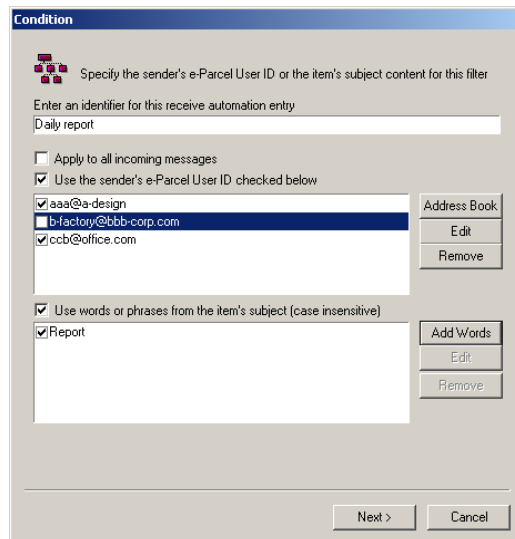 Condition
Specify the sender's e-Parcel User ID or the item's subject content for this filter
Enter an identifier for this receive automation entry
Daily report
Apply to all incoming messages
Use the sender's e-Parcel User ID checked below
aaa@a-design
b-factory@bbb-corp.com
ccb@office.com
Address Book
Edit
Remove
Use words or phrases from the item's subject (case insensitive)
Report
Add Words
Edit
Remove
Next >
Cancel